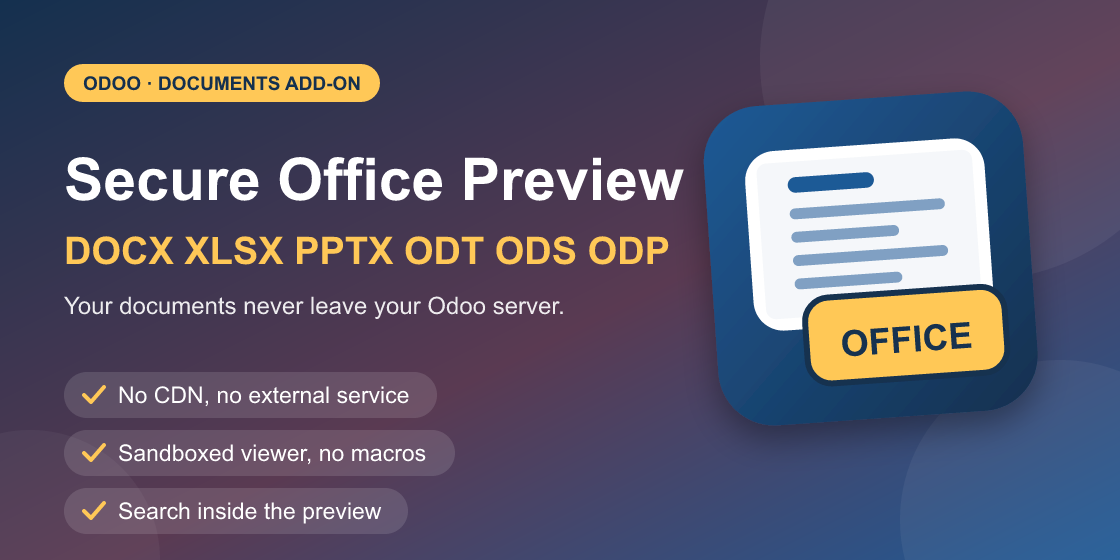 ODOO · DOCUMENTS ADD-ON
Secure Office Preview
DOCX XLSX PPTX ODT ODS ODP
Your documents never leave your Odoo server.
No CDN, no external service
Sandboxed viewer, no macros
Search inside the preview
OFFICE